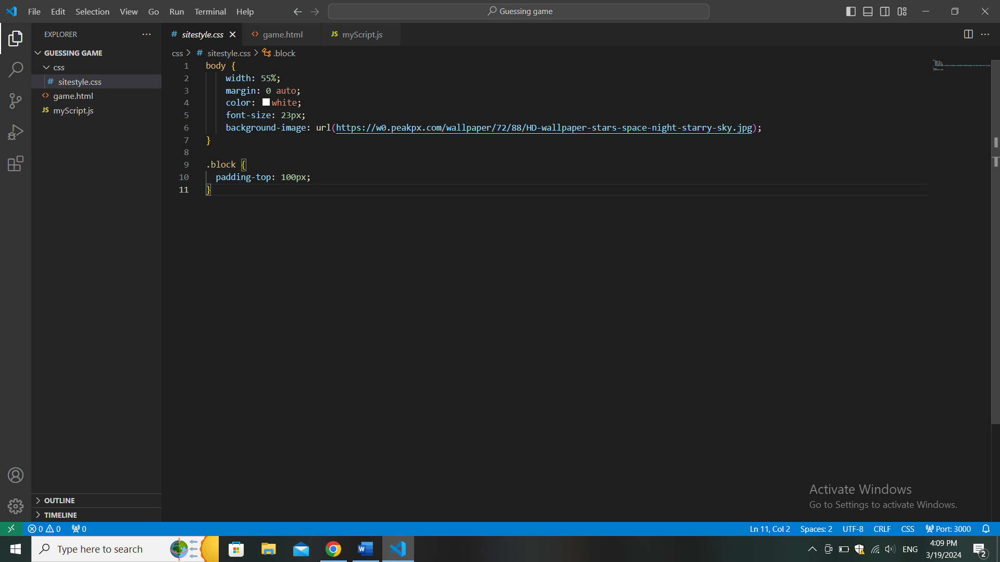 File Edit Selection View Go Run Terminal Help
Guessing game
EXPLORER
GUESSING GAME
css
# sitestyle.css
<> game.html
JS myScript.js
OUTLINE
TIMELINE
# sitestyle.css
<> game.html
JS myScript.js
css > # sitestyle.css > .block
1 body {
2 width: 55%;
3 margin: 0 auto;
4 color: white;
5 font-size: 23px;
6 background-image: url(https://w0.peakpx.com/wallpaper/72/88/HD-wallpaper-stars-space-night-starry-sky.jpg);
7 }
8
9 .block {
10 padding-top: 100px;
11 }
Activate Windows
Go to Settings to activate Windows.
0 0 0
Ln 11, Col 2 Spaces: 2 UTF-8 CRLF CSS Port: 3000
Type here to search
W
ENG
4:09 PM
3/19/2024
2